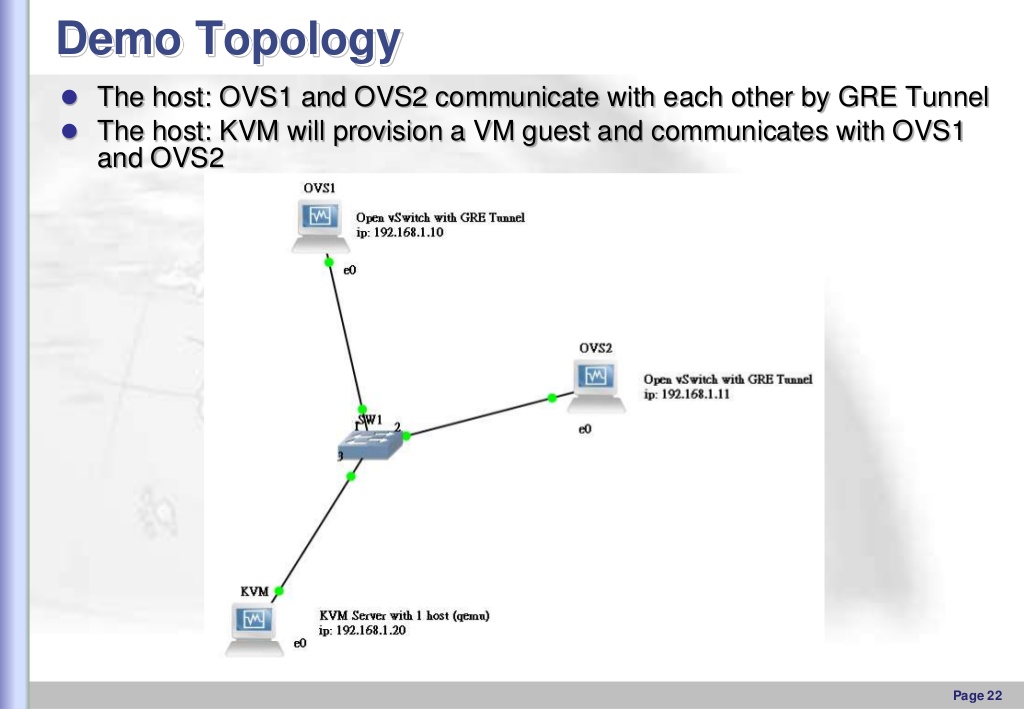 Demo Topology
The host: OVS1 and OVS2 communicate with each other by GRE Tunnel
The host: KVM will provision a VM guest and communicates with OVS1
and OVS2
OVS1
Open vSwitch with GRE Tunnel
ip: 192.168.1.10
e0
OVS2
Open vSwitch with GRE Tunnel
ip: 192.168.1.11
e0
SW1
1
2
3
KVM
KVM Server with 1 host (qemu)
ip: 192.168.1.20
e0
Page 22